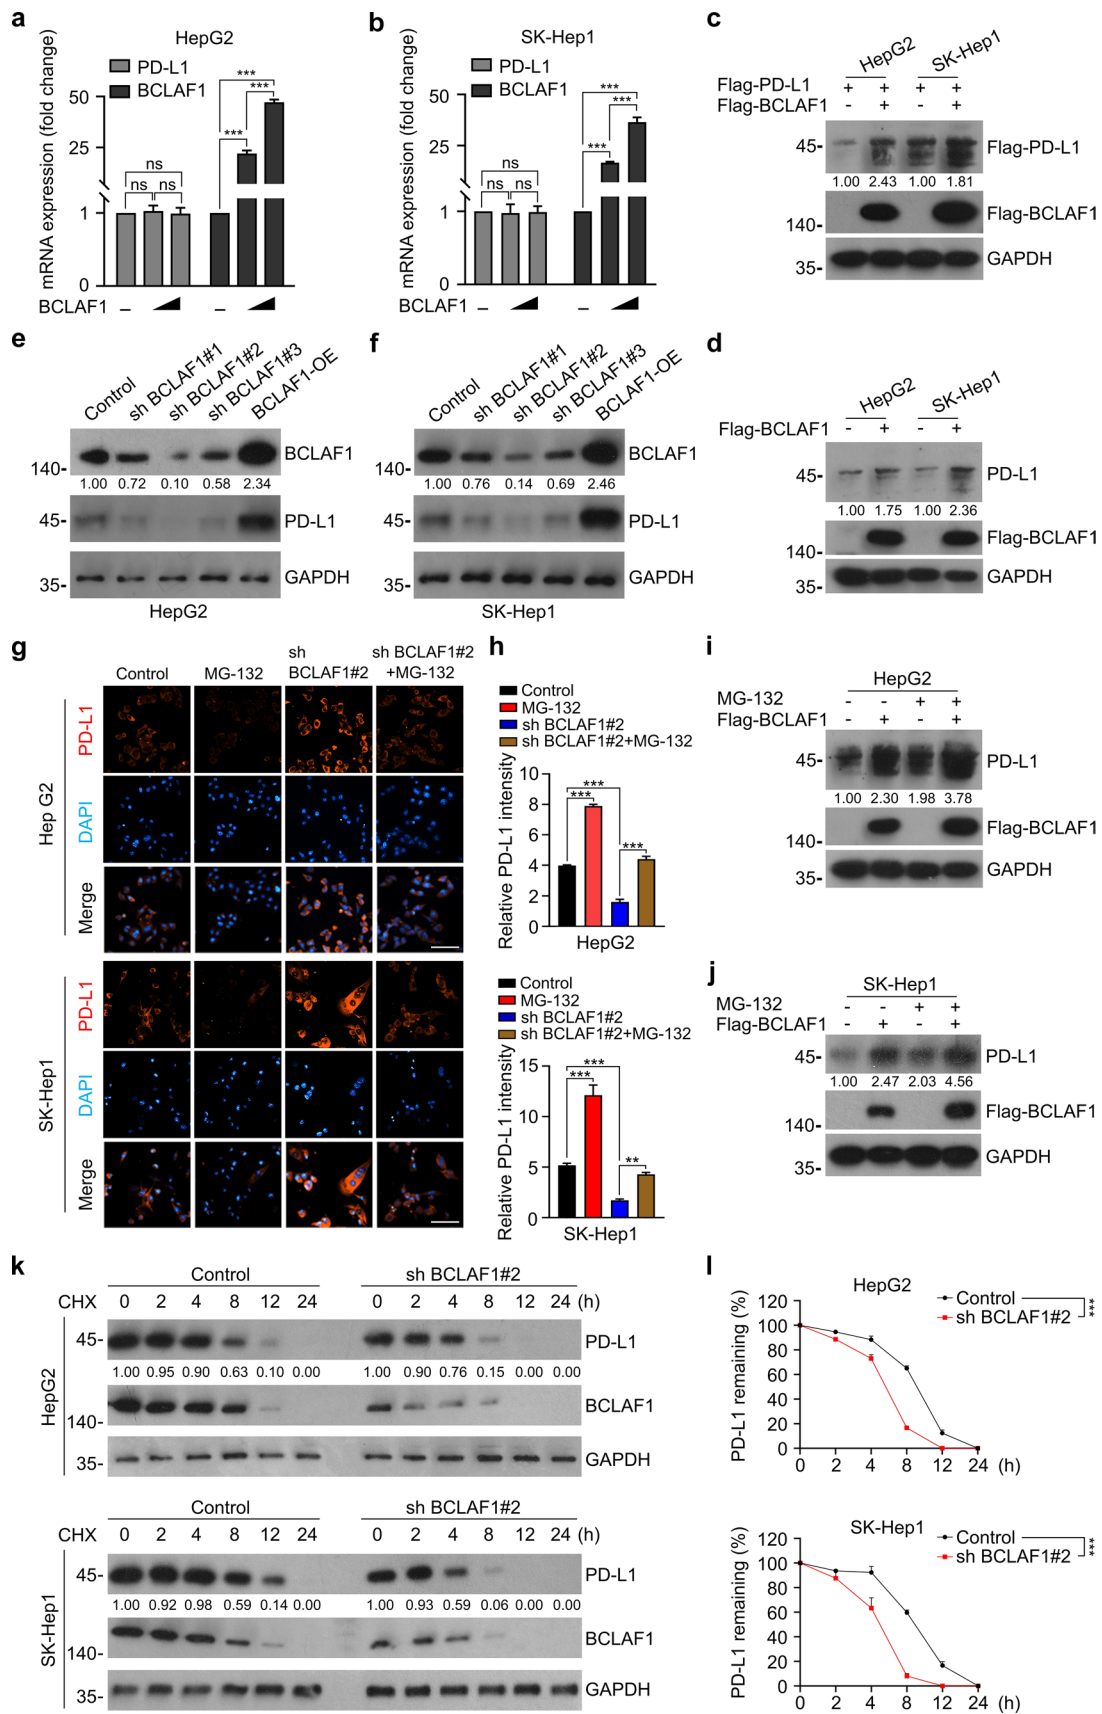 a
HepG2
mRNA expression (fold change)
PD-L1
BCLAF1
50
25
1
0
ns
ns ns
***
***
***
BCLAF1 –
–
b
SK-Hep1
mRNA expression (fold change)
PD-L1
BCLAF1
50
25
1
0
ns
ns ns
***
***
***
BCLAF1 –
–
c
HepG2 SK-Hep1
Flag-PD-L1 + + + +
Flag-BCLAF1 - + - +
45- Flag-PD-L1
1.00 2.43 1.00 1.81
140- Flag-BCLAF1
35- GAPDH
d
HepG2 SK-Hep1
Flag-BCLAF1 - + - +
45- PD-L1
1.00 1.75 1.00 2.36
140- Flag-BCLAF1
35- GAPDH
e
Control sh BCLAF1#1 sh BCLAF1#2 sh BCLAF1#3 BCLAF1-OE
140- BCLAF1
1.00 0.72 0.10 0.58 2.34
45- PD-L1
35- GAPDH
HepG2
f
Control sh BCLAF1#1 sh BCLAF1#2 sh BCLAF1#3 BCLAF1-OE
140- BCLAF1
1.00 0.76 0.14 0.69 2.46
45- PD-L1
35- GAPDH
SK-Hep1
g
Control MG-132 sh BCLAF1#2 sh BCLAF1#2 +MG-132
Hep G2
PD-L1
DAPI
Merge
SK-Hep1
PD-L1
DAPI
Merge
h
Control
MG-132
sh BCLAF1#2
sh BCLAF1#2+MG-132
Relative PD-L1 intensity
10
8
6
4
2
0
***
***
***
HepG2
Control
MG-132
sh BCLAF1#2
sh BCLAF1#2+MG-132
Relative PD-L1 intensity
15
10
5
0
***
***
**
SK-Hep1
i
HepG2
MG-132 - - + +
Flag-BCLAF1 - + - +
45- PD-L1
1.00 2.30 1.98 3.78
140- Flag-BCLAF1
35- GAPDH
j
SK-Hep1
MG-132 - - + +
Flag-BCLAF1 - + - +
45- PD-L1
1.00 2.47 2.03 4.56
140- Flag-BCLAF1
35- GAPDH
k
Control sh BCLAF1#2
CHX 0 2 4 8 12 24 0 2 4 8 12 24 (h)
HepG2
45- PD-L1
1.00 0.95 0.90 0.63 0.10 0.00 1.00 0.90 0.76 0.15 0.00 0.00
140- BCLAF1
35- GAPDH
Control sh BCLAF1#2
CHX 0 2 4 8 12 24 0 2 4 8 12 24 (h)
SK-Hep1
45- PD-L1
1.00 0.92 0.98 0.59 0.14 0.00 1.00 0.93 0.59 0.06 0.00 0.00
140- BCLAF1
35- GAPDH
l
HepG2
PD-L1 remaining (%)
120
100
80
60
40
20
0
Control
sh BCLAF1#2
***
0 2 4 8 12 24 (h)
SK-Hep1
PD-L1 remaining (%)
120
100
80
60
40
20
0
Control
sh BCLAF1#2
***
0 2 4 8 12 24 (h)